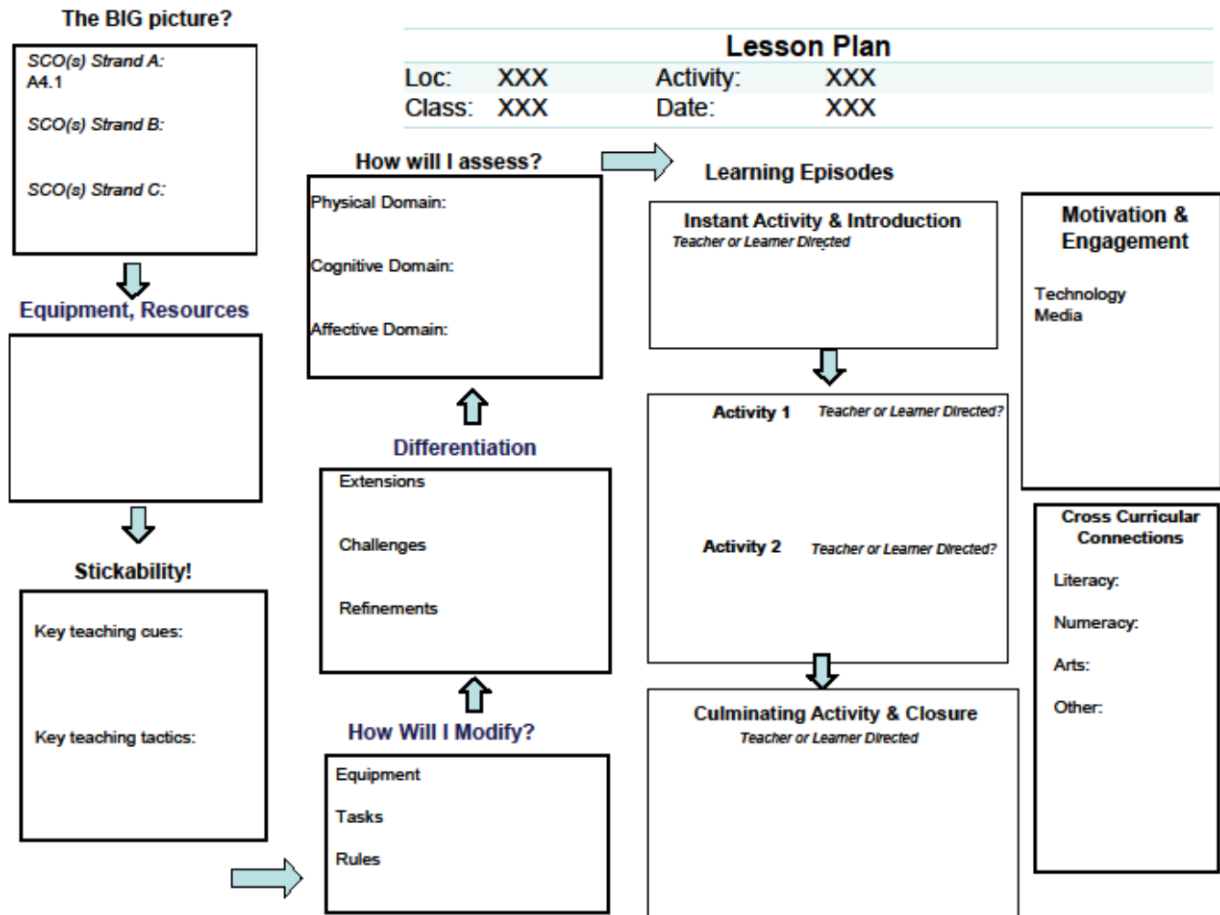 The BIG picture?
SCO(s) Strand A:
A4.1
SCO(s) Strand B:
SCO(s) Strand C:
Equipment, Resources
Stickability!
Key teaching cues:
Key teaching tactics:
Lesson Plan
Loc: XXX Activity: XXX
Class: XXX Date: XXX
How will I assess?
Physical Domain:
Cognitive Domain:
Affective Domain:
Differentiation
Extensions
Challenges
Refinements
How Will I Modify?
Equipment
Tasks
Rules
Learning Episodes
Instant Activity & Introduction
Teacher or Learner Directed
Activity 1 Teacher or Learner Directed?
Activity 2 Teacher or Learner Directed?
Culminating Activity & Closure
Teacher or Learner Directed
Motivation &
Engagement
Technology
Media
Cross Curricular
Connections
Literacy:
Numeracy:
Arts:
Other: